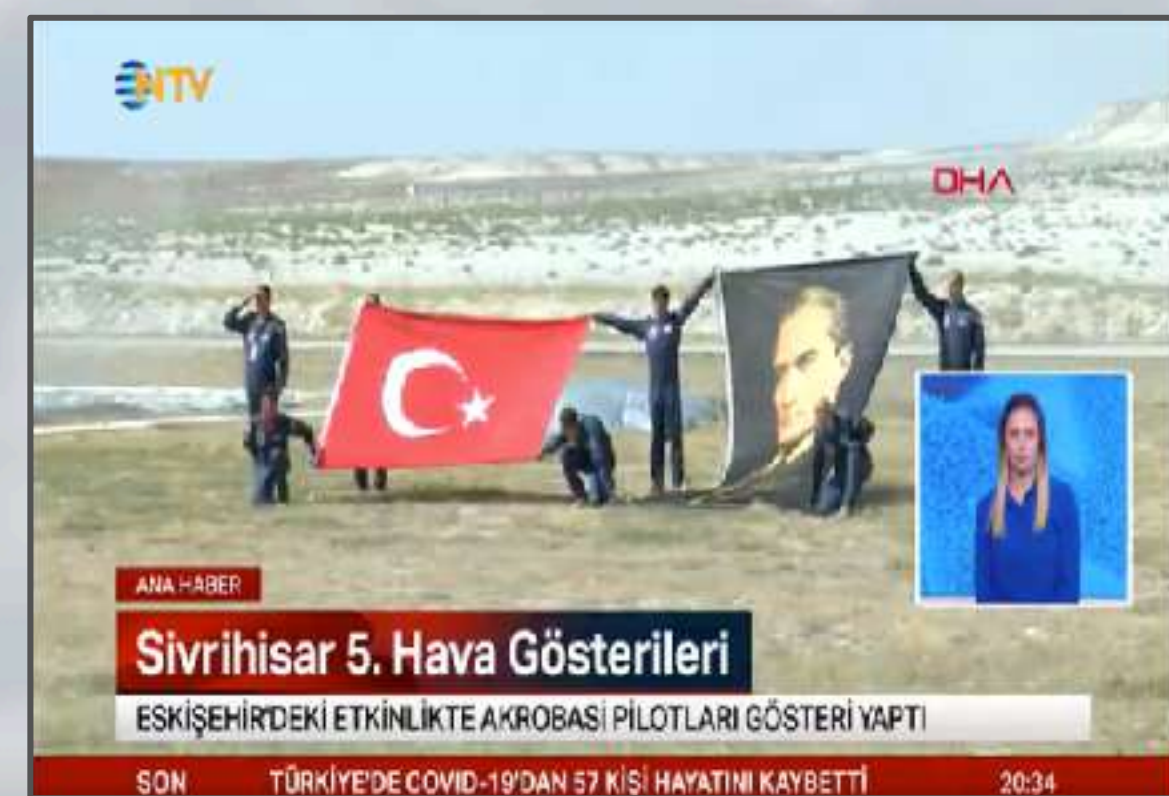 NTV
DHA
ANA HABER
Sivrihisar 5. Hava Gösterileri
ESKİŞEHİR'DEKİ ETKİNLİKTE AKROBASİ PİLOTLARI GÖSTERİ YAPTI
SON TÜRKİYE'DE COVID-19'DAN 57 KİŞİ HAYATINI KAYBETTİ 20:34